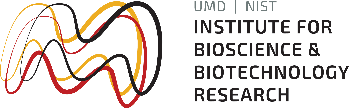 UMD | NIST
INSTITUTE FOR
BIOSCIENCE &
BIOTECHNOLOGY
RESEARCH